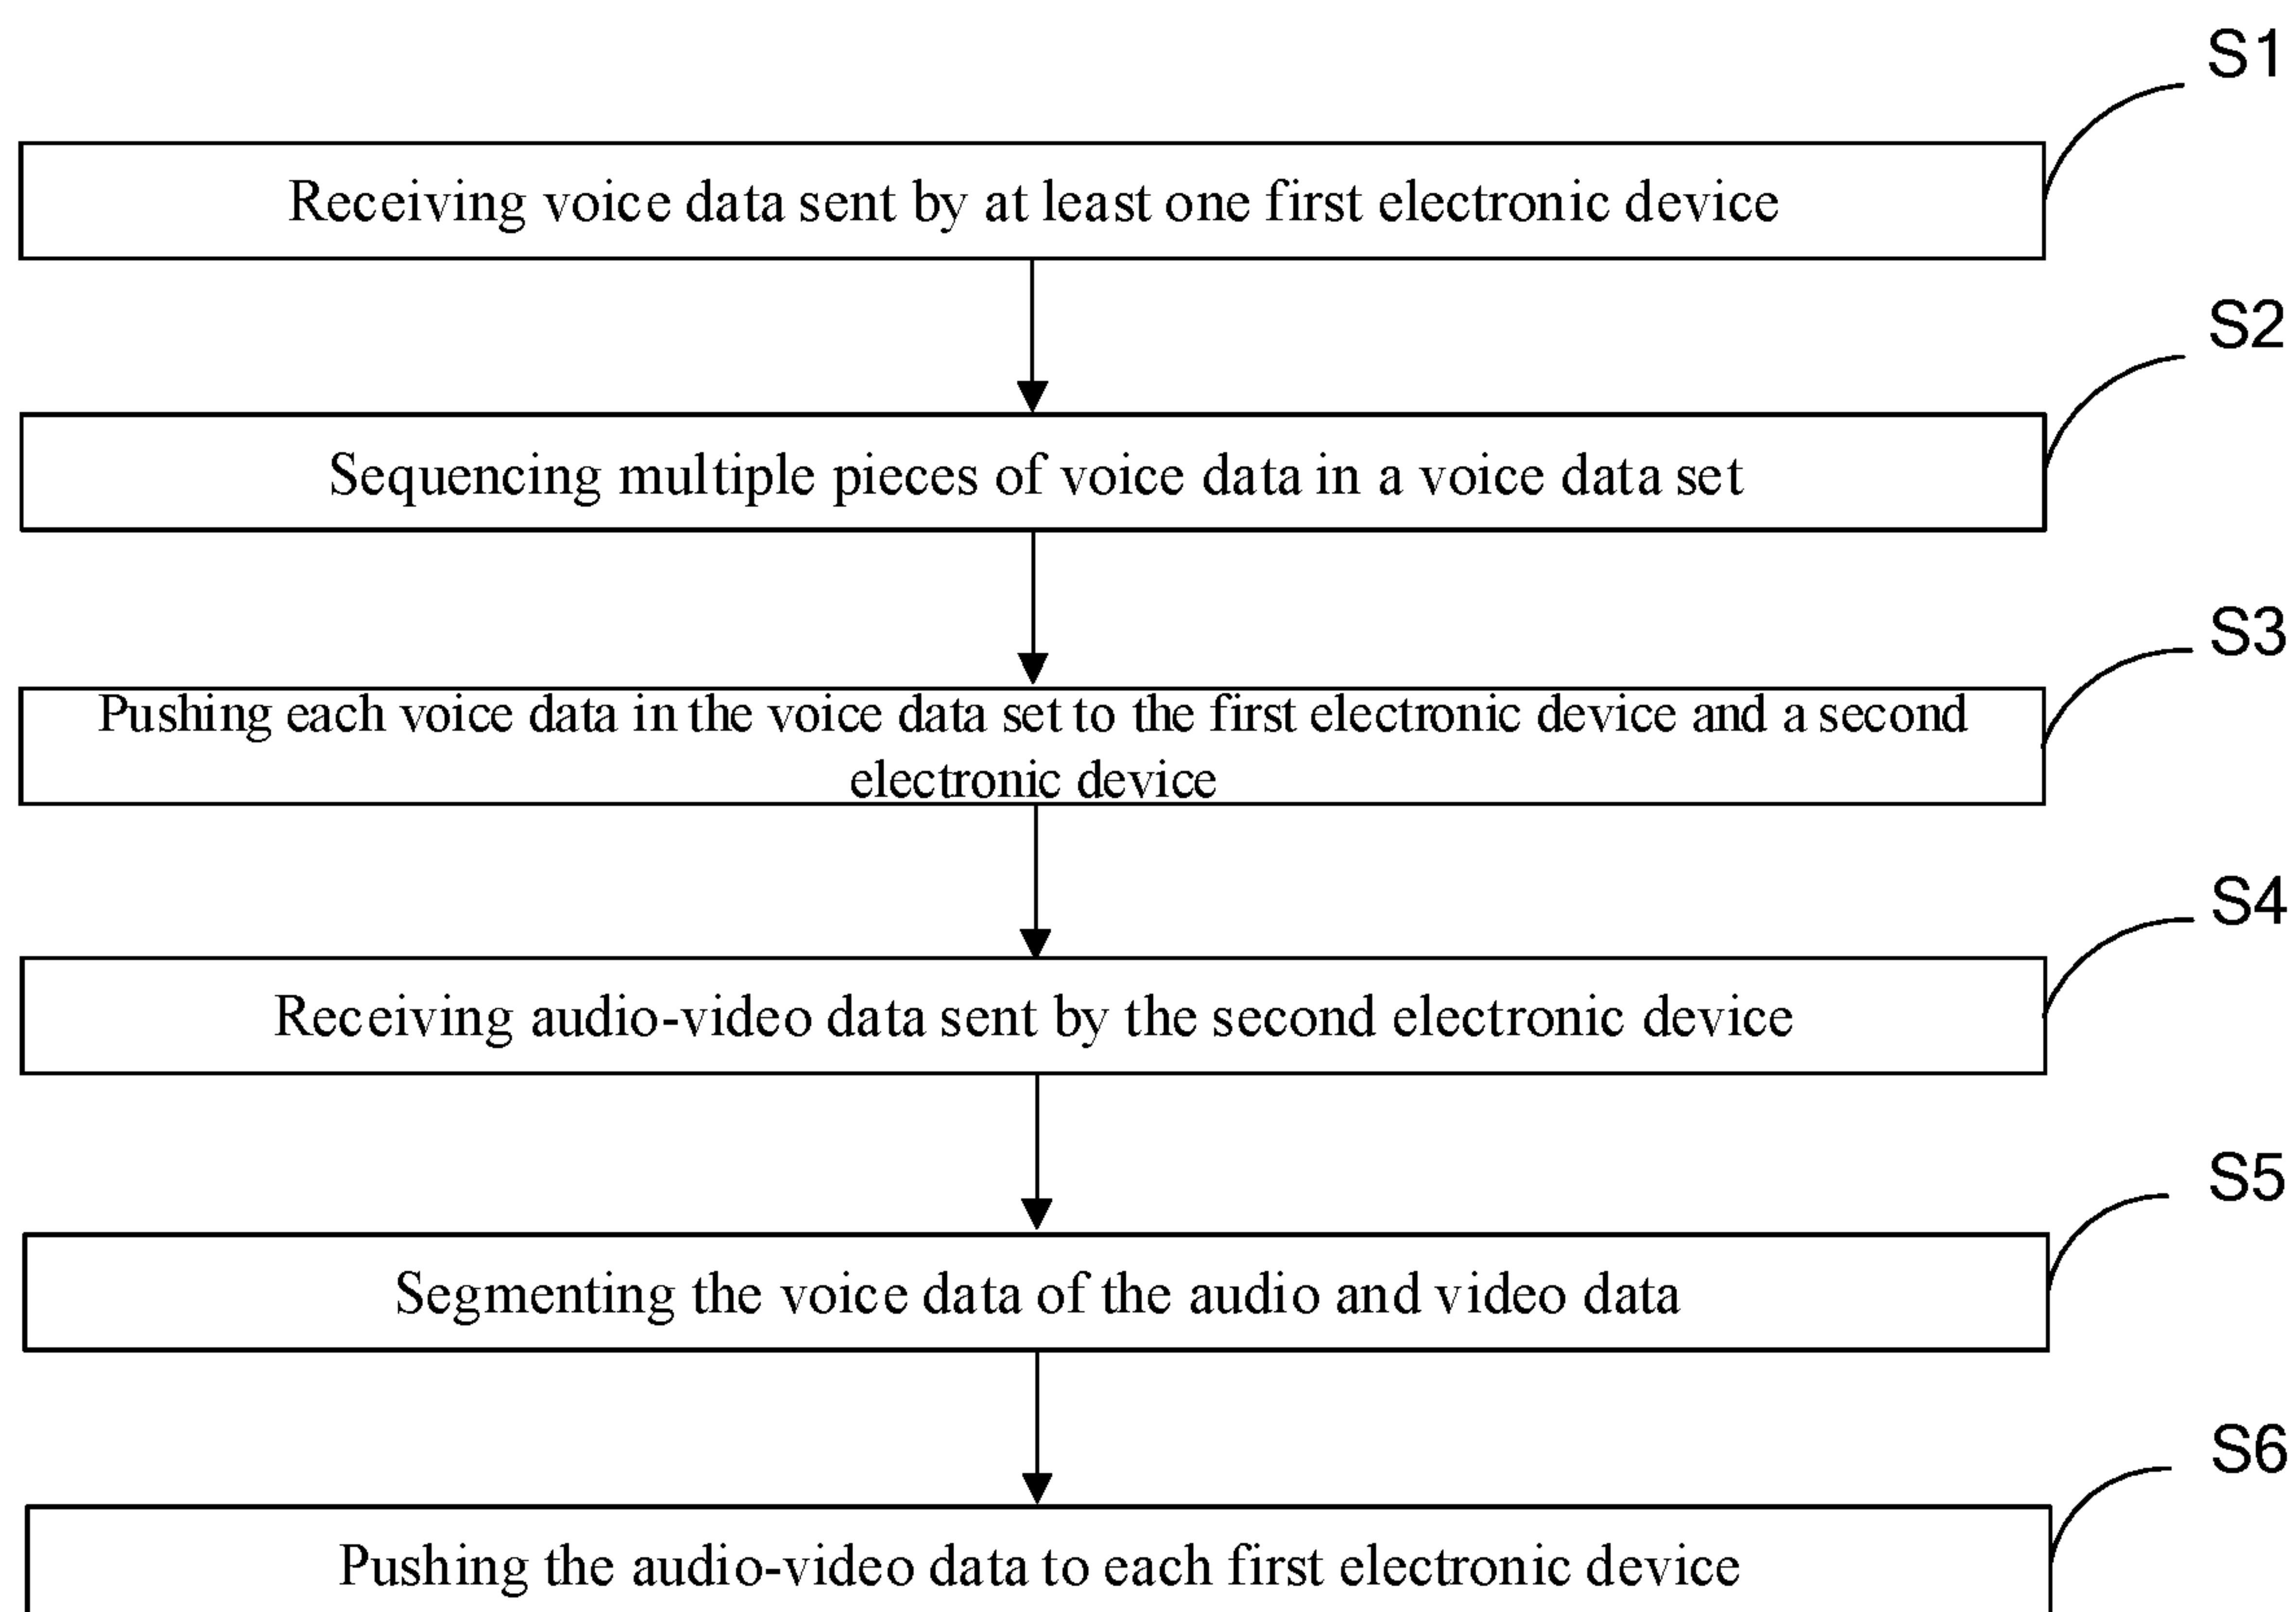 S1
Receiving voice data sent by at least one first electronic device
S2
Sequencing multiple pieces of voice data in a voice data set
S3
Pushing each voice data in the voice data set to the first electronic device and a second
electronic device
S4
Receiving audio-video data sent by the second electronic device
S5
Segmenting the voice data of the audio and video data
S6
Pushing the audio-video data to each first electronic device